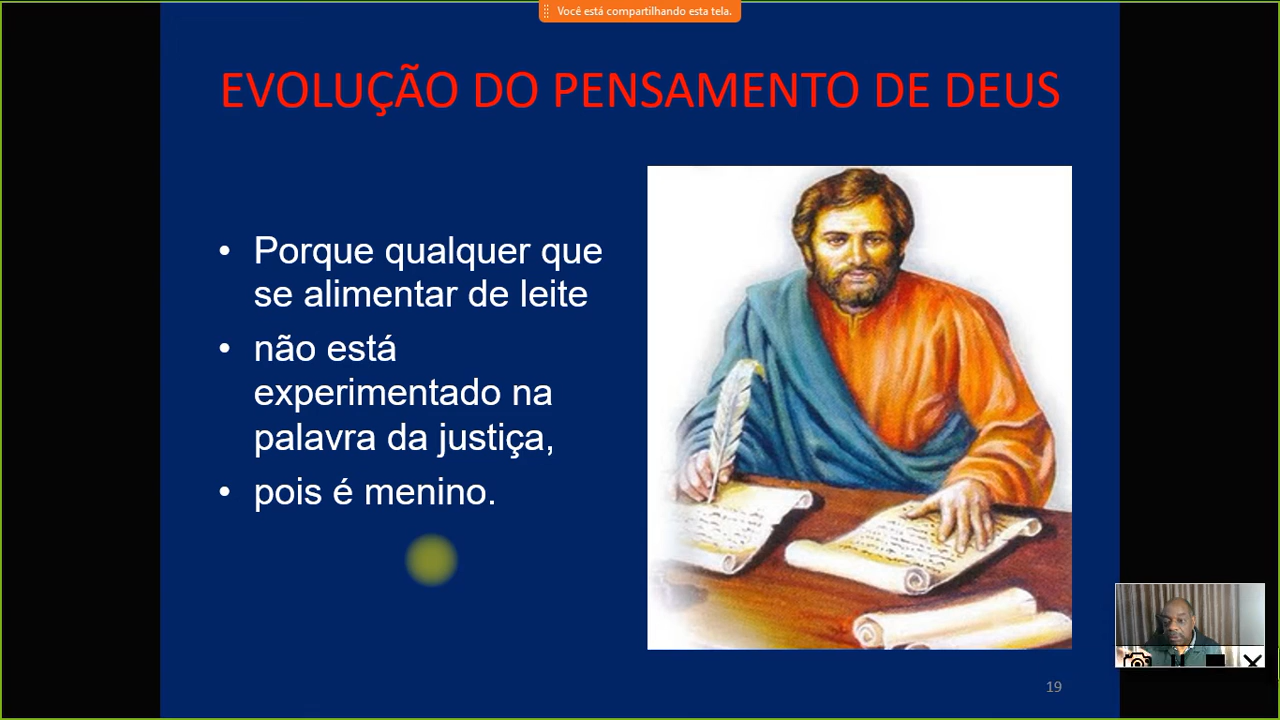 Você está compartilhando esta tela.
EVOLUÇÃO DO PENSAMENTO DE DEUS
• Porque qualquer que
se alimentar de leite
• não está
experimentado na
palavra da justiça,
• pois é menino.
19